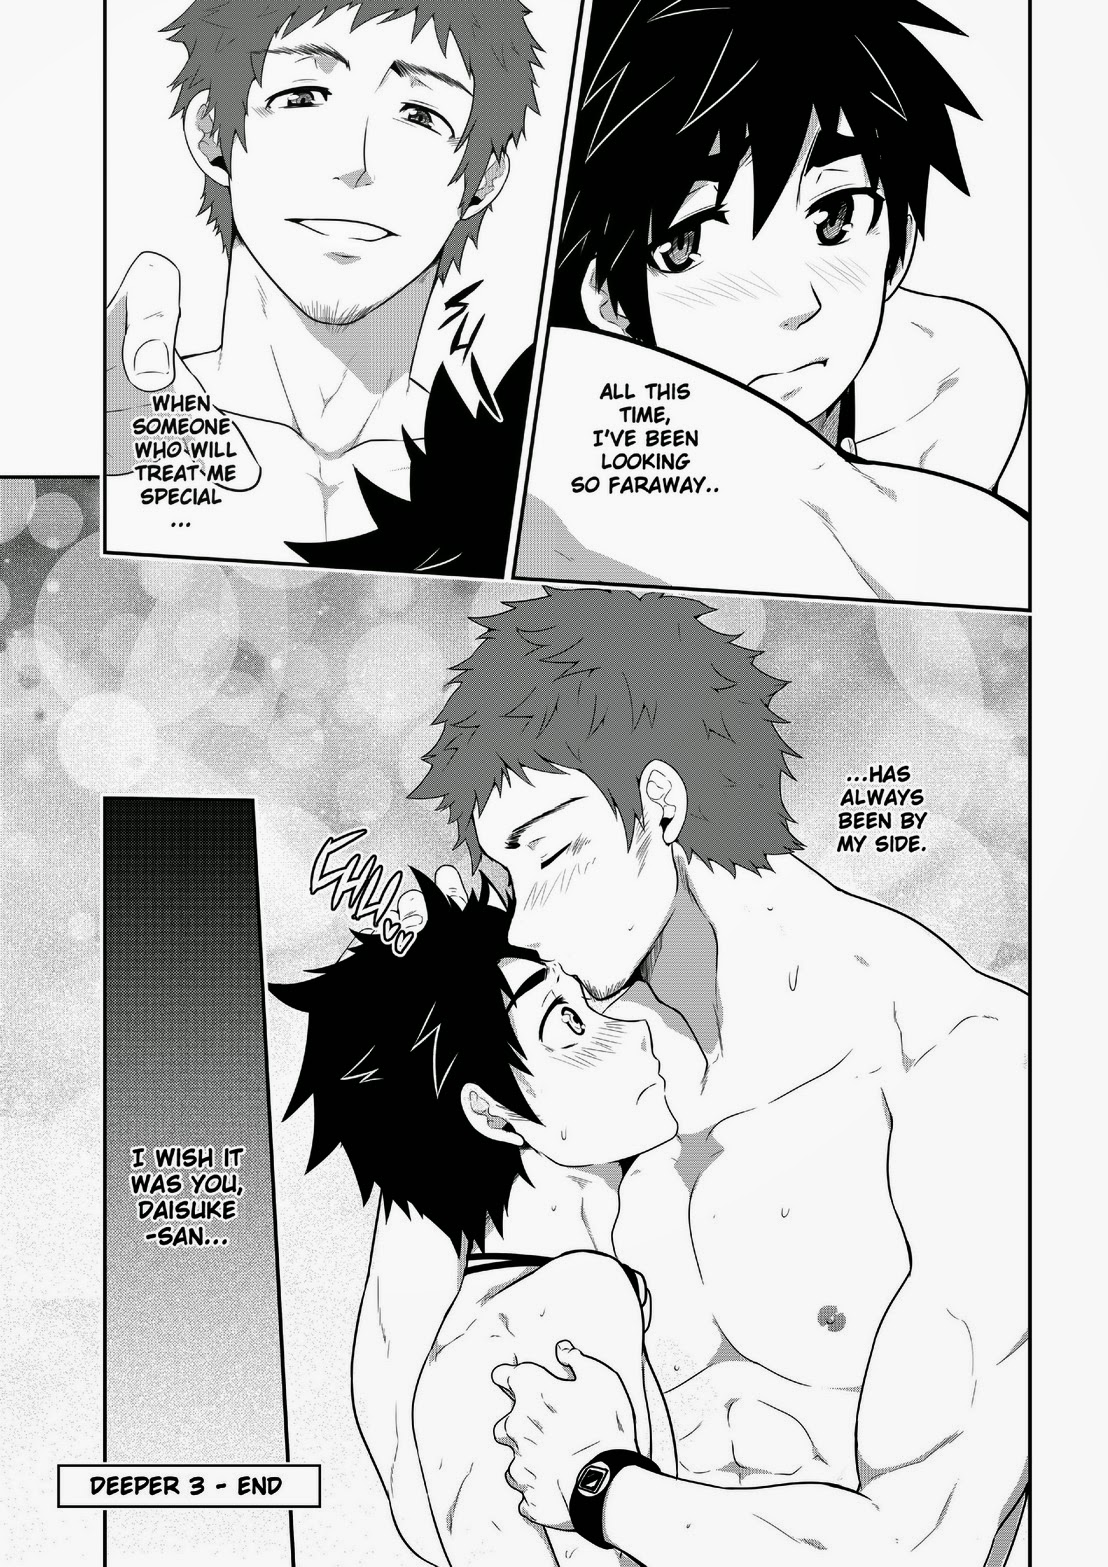 ALL THIS
TIME,
I'VE BEEN
LOOKING
SO FARAWAY..
WHEN
SOMEONE
WHO WILL
TREAT ME
SPECIAL
...
...HAS
ALWAYS
BEEN BY
MY SIDE.
CHU
I WISH IT
WAS YOU,
DAISUKE
-SAN...
DEEPER 3 - END